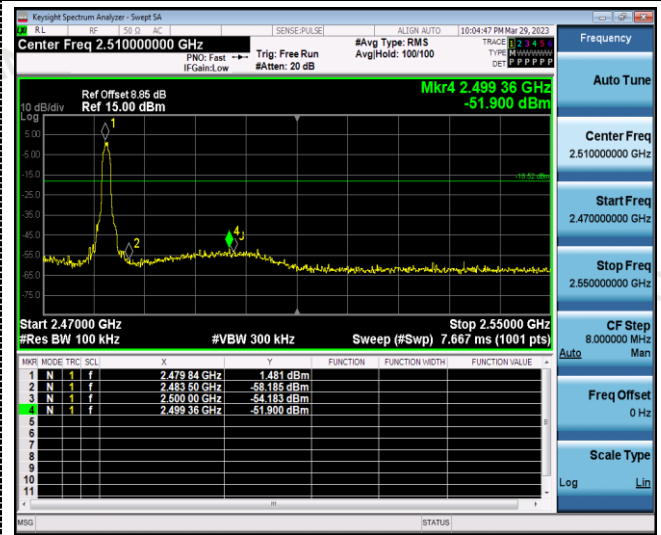 Keysight Spectrum Analyzer - Swept SA
RL RF 50 Ω AC SENSE:PULSE ALIGN AUTO 10:04:47 PM Mar 29, 2023
Center Freq 2.510000000 GHz
PNO: Fast
IFGain:Low
Trig: Free Run
#Atten: 20 dB
#Avg Type: RMS
Avg|Hold: 100/100
TRACE 1 2 3 4 5 6
TYPE M W W W W W
DET P P P P P P
Frequency
Auto Tune
Mkr4 2.499 36 GHz
-51.900 dBm
Ref Offset 8.85 dB
10 dB/div Ref 15.00 dBm
Log
5.00
-5.00
-15.0
-25.0
-35.0
-45.0
-55.0
-65.0
-75.0
1
2
4
3
-18.52 dBm
Start 2.47000 GHz Stop 2.55000 GHz
#Res BW 100 kHz #VBW 300 kHz Sweep (#Swp) 7.667 ms (1001 pts)
MKR MODE TRC SCL X Y FUNCTION FUNCTION WIDTH FUNCTION VALUE
1 N 1 f 2.479 84 GHz 1.481 dBm
2 N 1 f 2.483 50 GHz -58.185 dBm
3 N 1 f 2.500 00 GHz -54.183 dBm
4 N 1 f 2.499 36 GHz -51.900 dBm
5
6
7
8
9
10
11
Center Freq
2.510000000 GHz
Start Freq
2.470000000 GHz
Stop Freq
2.550000000 GHz
CF Step
8.000000 MHz
Auto Man
Freq Offset
0 Hz
Scale Type
Log Lin
MSG STATUS